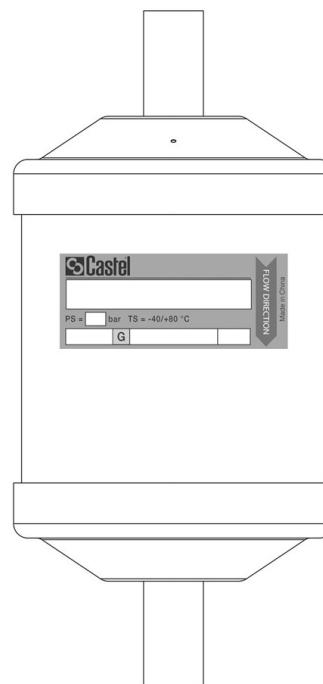 Castel
PS = bar TS = -40/+80 °C
G
FLOW DIRECTION
Made in China